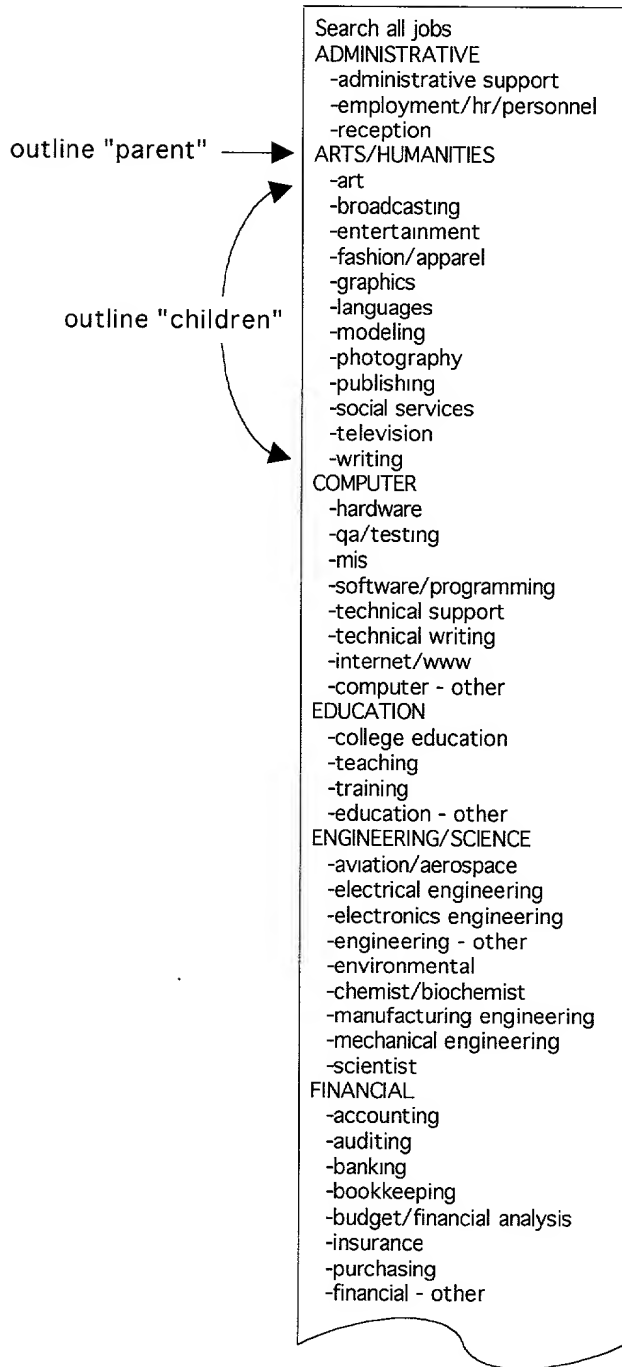 Search all jobs
ADMINISTRATIVE
-administrative support
-employment/hr/personnel
-reception
outline "parent"
ARTS/HUMANITIES
-art
-broadcasting
-entertainment
-fashion/apparel
-graphics
-languages
outline "children"
-modeling
-photography
-publishing
-social services
-television
-writing
COMPUTER
-hardware
-qa/testing
-mis
-software/programming
-technical support
-technical writing
-internet/www
-computer - other
EDUCATION
-college education
-teaching
-training
-education - other
ENGINEERING/SCIENCE
-aviation/aerospace
-electrical engineering
-electronics engineering
-engineering - other
-environmental
-chemist/biochemist
-manufacturing engineering
-mechanical engineering
-scientist
FINANCIAL
-accounting
-auditing
-banking
-bookkeeping
-budget/financial analysis
-insurance
-purchasing
-financial - other